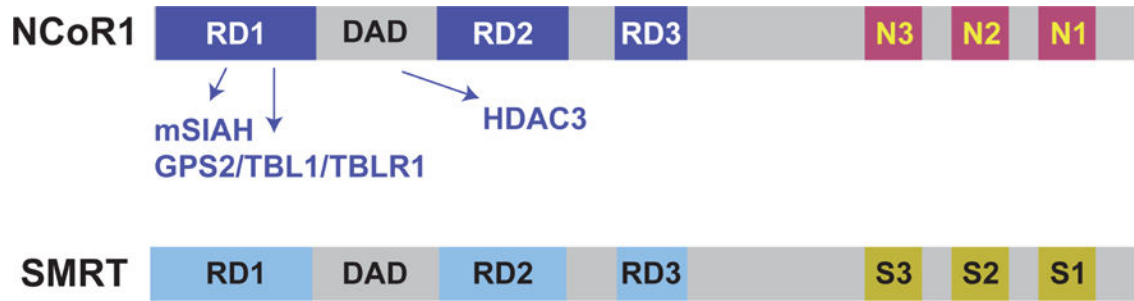 NCoR1 RD1 DAD RD2 RD3 N3 N2 N1
mSIAH HDAC3
GPS2/TBL1/TBLR1
SMRT RD1 DAD RD2 RD3 S3 S2 S1